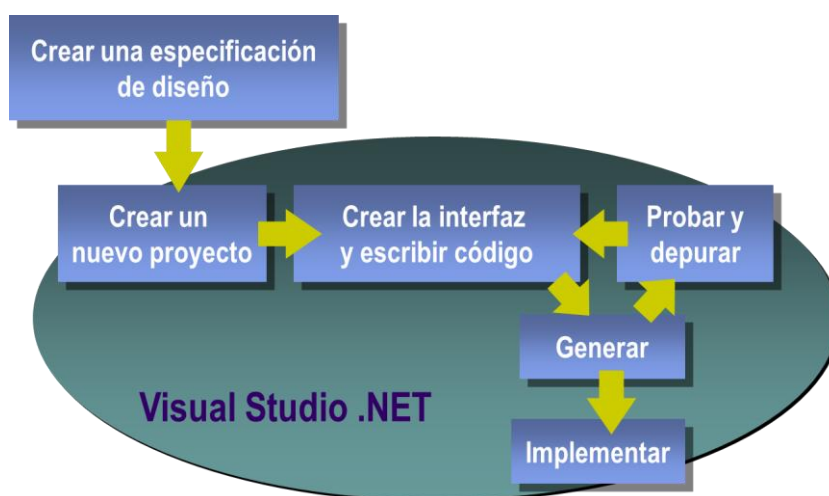 Crear una especificación
de diseño
Crear un
nuevo proyecto
Crear la interfaz
y escribir código
Probar y
depurar
Generar
Visual Studio .NET
Implementar